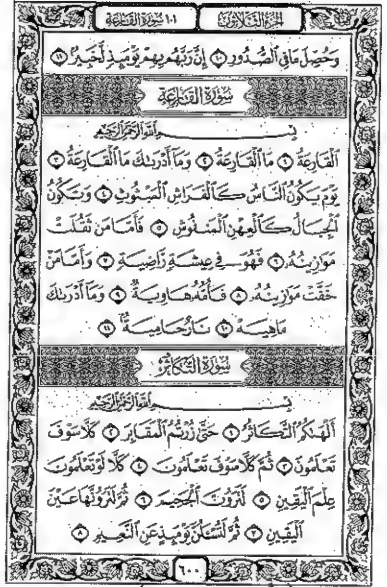 الجزء الثلاثون ١٠١ سورة القارعة
وَحُصِّلَ مَا فِي الصُّدُورِ ١٠ إِنَّ رَبَّهُم بِهِمْ يَوْمَئِذٍ لَّخَبِيرٌ ١١
سُورَةُ القَارِعَةِ
بِسْمِ اللَّهِ الرَّحْمَٰنِ الرَّحِيمِ
الْقَارِعَةُ ١ مَا الْقَارِعَةُ ٢ وَمَا أَدْرَىٰكَ مَا الْقَارِعَةُ ٣
يَوْمَ يَكُونُ النَّاسُ كَالْفَرَاشِ الْمَبْثُوثِ ٤ وَتَكُونُ
الْجِبَالُ كَالْعِهْنِ الْمَنفُوشِ ٥ فَأَمَّا مَن ثَقُلَتْ
مَوَازِينُهُ ٦ فَهُوَ فِي عِيشَةٍ رَّاضِيَةٍ ٧ وَأَمَّا مَنْ
خَفَّتْ مَوَازِينُهُ ٨ فَأُمُّهُ هَاوِيَةٌ ٩ وَمَا أَدْرَىٰكَ
مَا هِيَهْ ١٠ نَارٌ حَامِيَةٌ ١١
سُورَةُ التَّكَاثُرِ
بِسْمِ اللَّهِ الرَّحْمَٰنِ الرَّحِيمِ
أَلْهَىٰكُمُ التَّكَاثُرُ ١ حَتَّىٰ زُرْتُمُ الْمَقَابِرَ ٢ كَلَّا سَوْفَ
تَعْلَمُونَ ٣ ثُمَّ كَلَّا سَوْفَ تَعْلَمُونَ ٤ كَلَّا لَوْ تَعْلَمُونَ
عِلْمَ الْيَقِينِ ٥ لَتَرَوُنَّ الْجَحِيمَ ٦ ثُمَّ لَتَرَوُنَّهَا عَيْنَ
الْيَقِينِ ٧ ثُمَّ لَتُسْـَٔلُنَّ يَوْمَئِذٍ عَنِ النَّعِيمِ ٨
٦٠٠